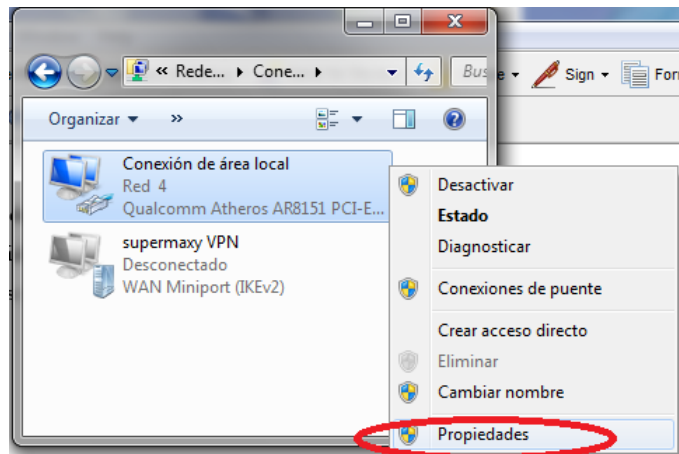 « Rede... ▸ Cone... ▸
Sign
For
Organizar
»
Conexión de área local
Red 4
Qualcomm Atheros AR8151 PCI-E...
supermaxy VPN
Desconectado
WAN Miniport (IKEv2)
Desactivar
Estado
Diagnosticar
Conexiones de puente
Crear acceso directo
Eliminar
Cambiar nombre
Propiedades